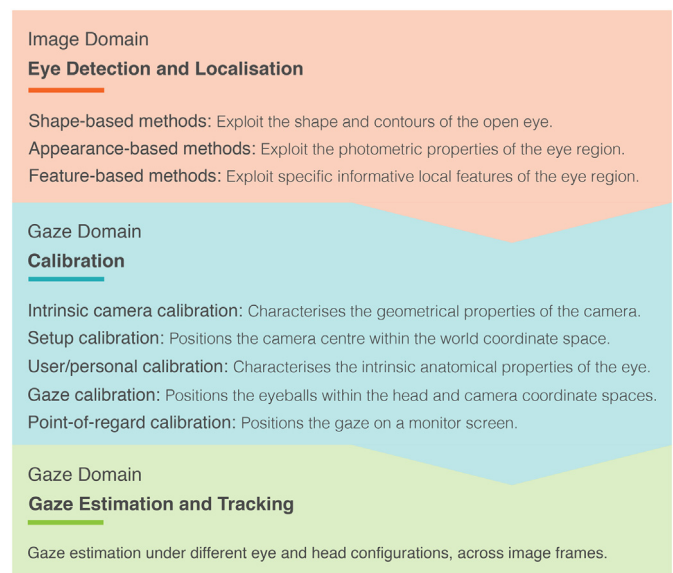 Image Domain
Eye Detection and Localisation
Shape-based methods: Exploit the shape and contours of the open eye.
Appearance-based methods: Exploit the photometric properties of the eye region.
Feature-based methods: Exploit specific informative local features of the eye region.
Gaze Domain
Calibration
Intrinsic camera calibration: Characterises the geometrical properties of the camera.
Setup calibration: Positions the camera centre within the world coordinate space.
User/personal calibration: Characterises the intrinsic anatomical properties of the eye.
Gaze calibration: Positions the eyeballs within the head and camera coordinate spaces.
Point-of-regard calibration: Positions the gaze on a monitor screen.
Gaze Domain
Gaze Estimation and Tracking
Gaze estimation under different eye and head configurations, across image frames.